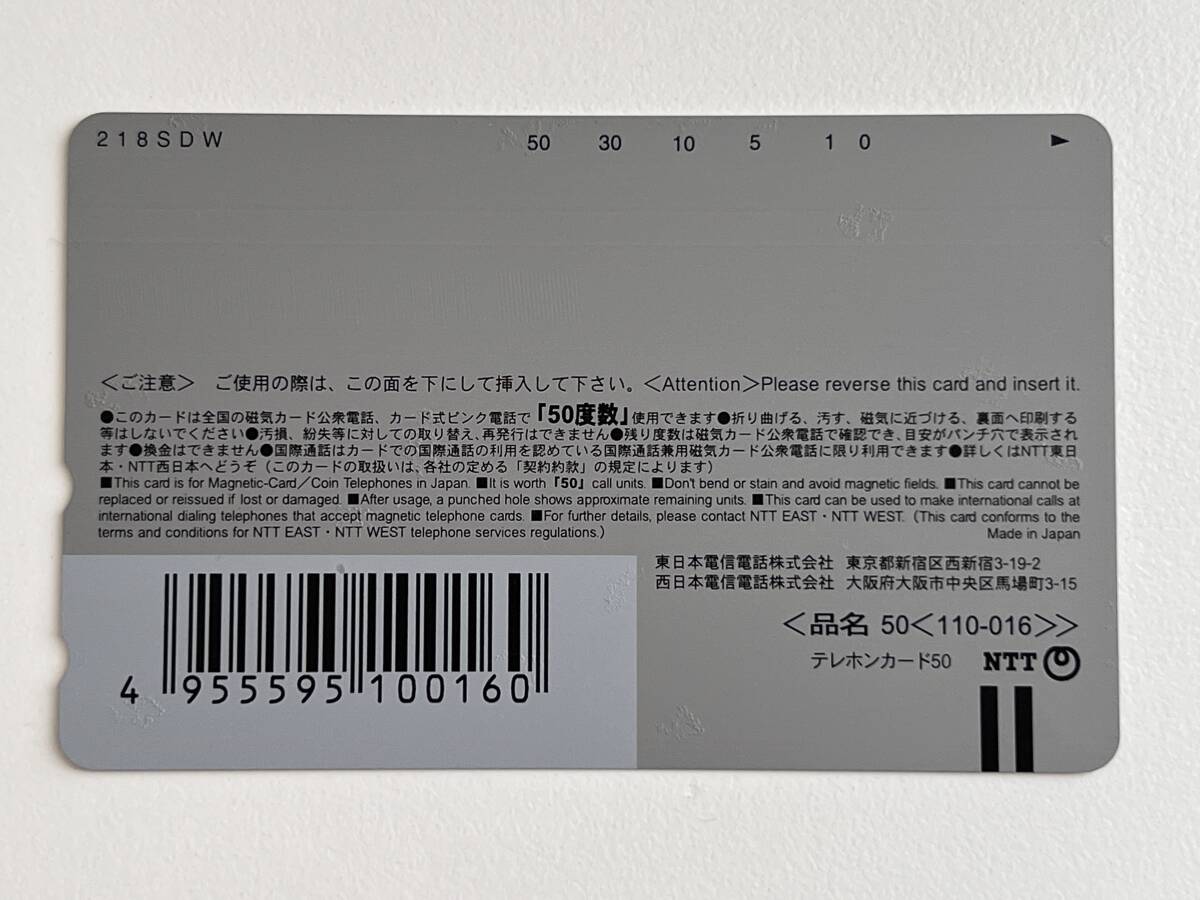 218SDW 50 30 10 5 1 0 ►
＜ご注意＞ ご使用の際は、この面を下にして挿入して下さい。＜Attention＞Please reverse this card and insert it.
●このカードは全国の磁気カード公衆電話、カード式ピンク電話で「50度数」使用できます●折り曲げる、汚す、磁気に近づける、裏面へ印刷する
等はしないでください●汚損、紛失等に対しての取り替え、再発行はできません●残り度数は磁気カード公衆電話で確認でき、目安がパンチ穴で表示され
ます●換金はできません●国際通話はカードでの国際通話の利用を認めている国際通話兼用磁気カード公衆電話に限り利用できます●詳しくはNTT東日
本・NTT西日本へどうぞ（このカードの取扱いは、各社の定める「契約約款」の規定によります）
■This card is for Magnetic-Card／Coin Telephones in Japan. ■It is worth「50」call units. ■Don't bend or stain and avoid magnetic fields. ■This card cannot be
replaced or reissued if lost or damaged. ■After usage, a punched hole shows approximate remaining units. ■This card can be used to make international calls at
international dialing telephones that accept magnetic telephone cards. ■For further details, please contact NTT EAST・NTT WEST. (This card conforms to the
terms and conditions for NTT EAST・NTT WEST telephone services regulations.) Made in Japan
東日本電信電話株式会社 東京都新宿区西新宿3-19-2
西日本電信電話株式会社 大阪府大阪市中央区馬場町3-15
＜品名 50＜110-016＞＞
テレホンカード50 NTT
4 955595 100160